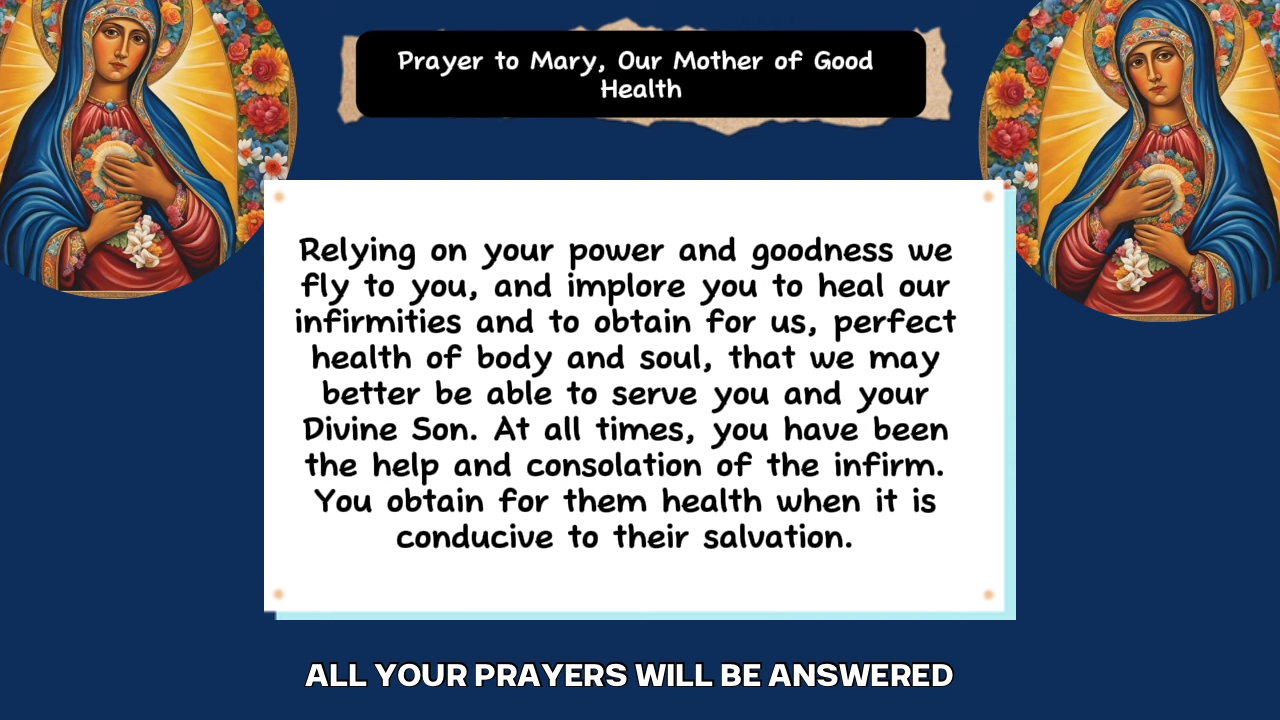 Prayer to Mary, Our Mother of Good
Health
Relying on your power and goodness we
fly to you, and implore you to heal our
infirmities and to obtain for us, perfect
health of body and soul, that we may
better be able to serve you and your
Divine Son. At all times, you have been
the help and consolation of the infirm.
You obtain for them health when it is
conducive to their salvation.
ALL YOUR PRAYERS WILL BE ANSWERED